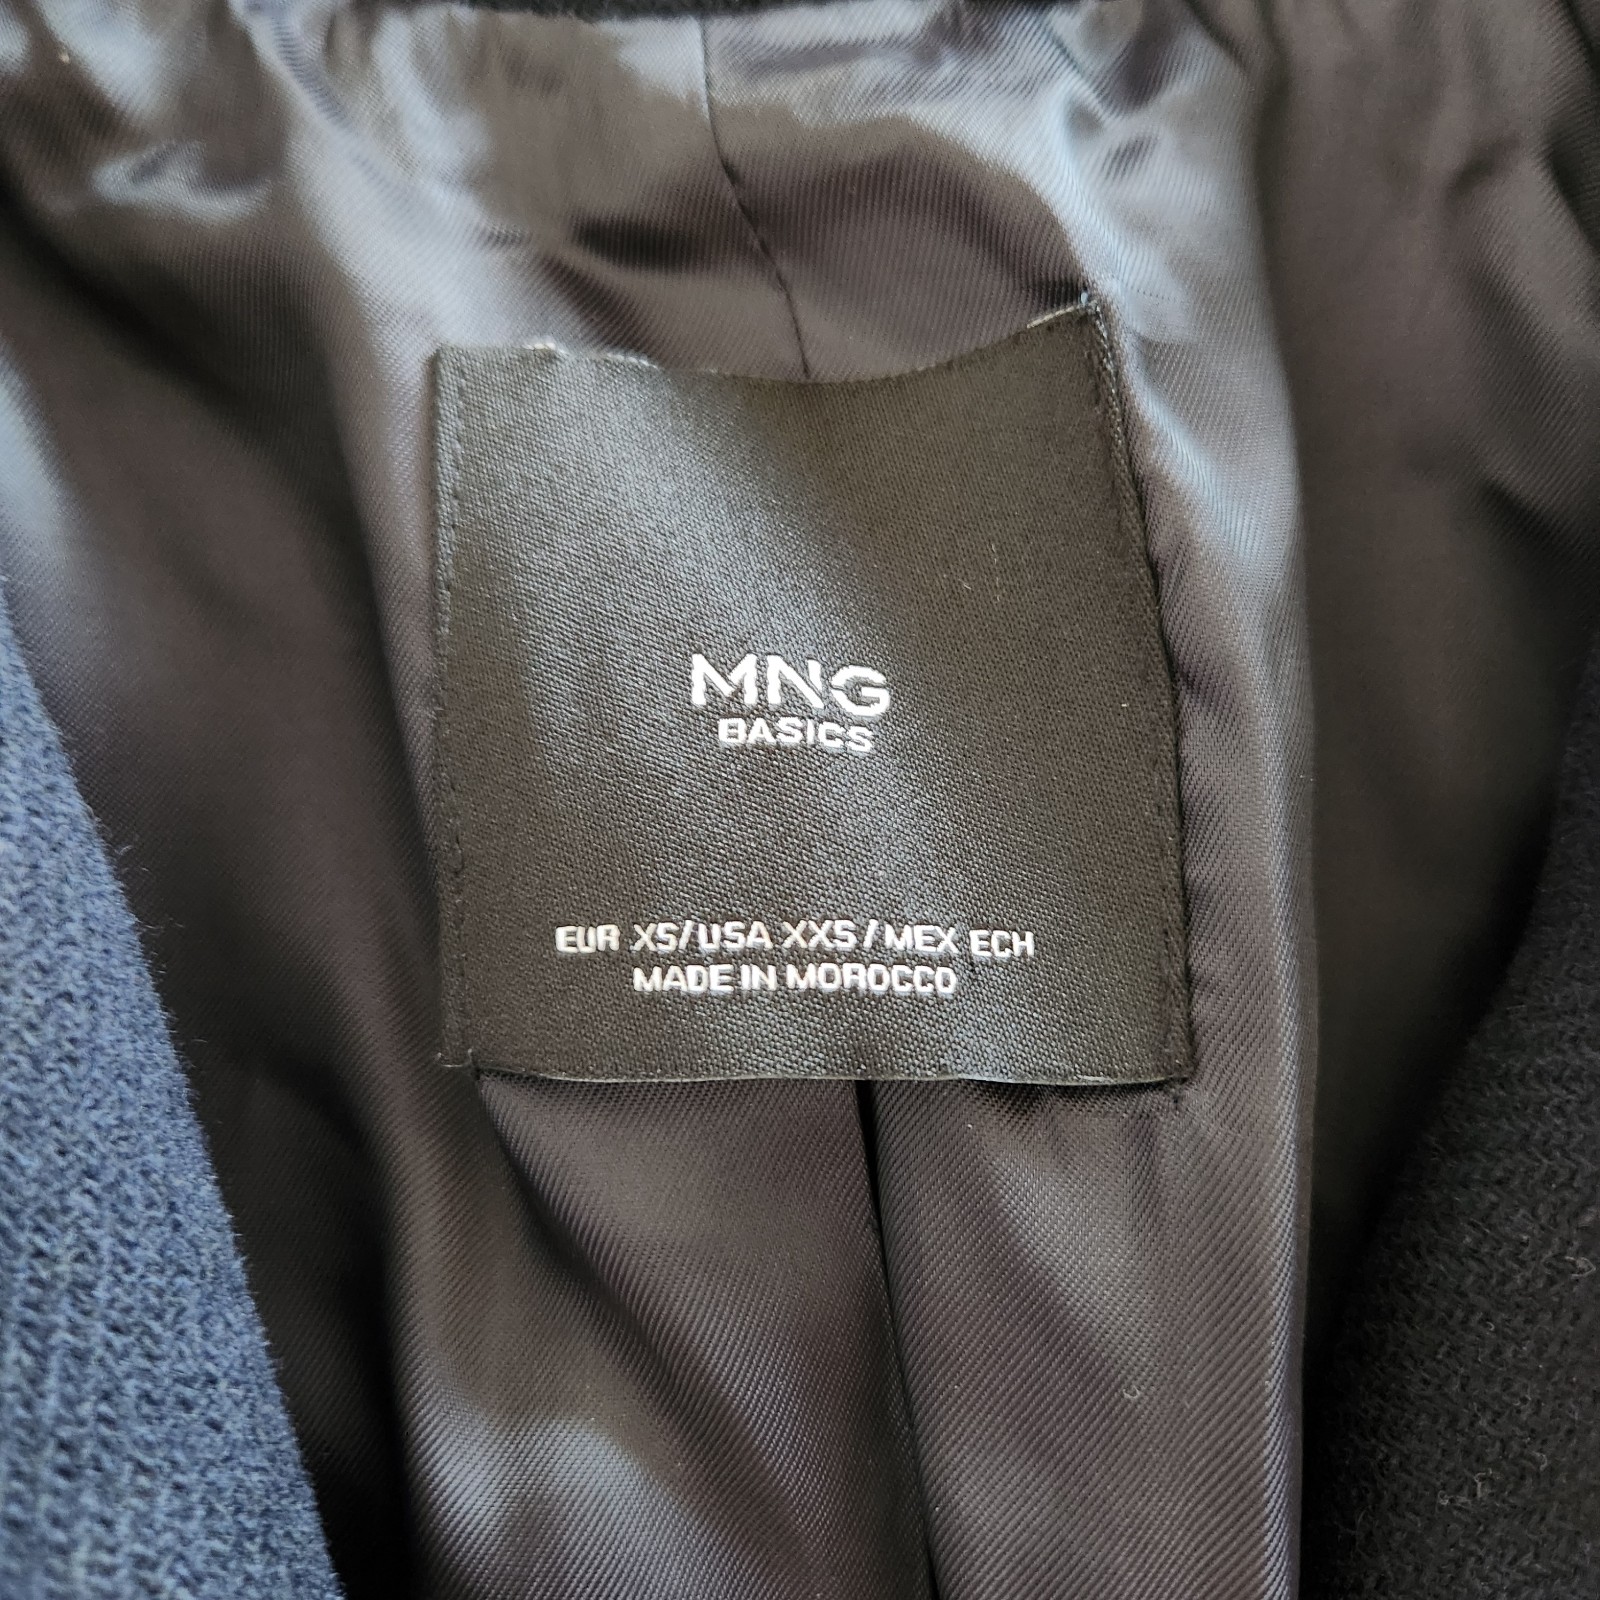 MNG
BASICS
EUR XS/USA XXS/MEX ECH
MADE IN MOROCCO